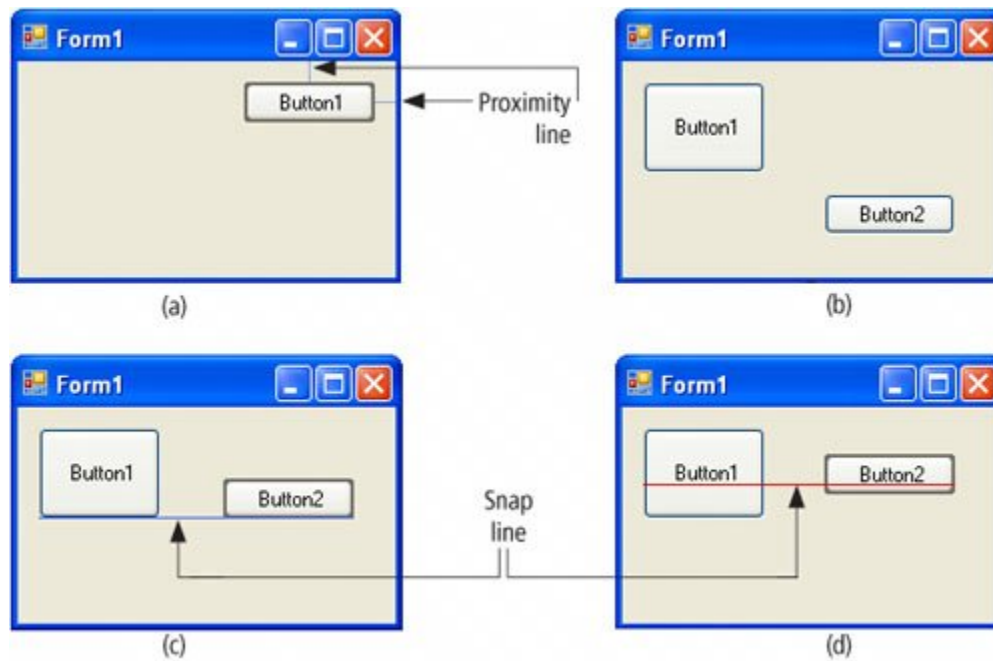 Form1
Button1
Proximity
line
(a)
Form1
Button1
Button2
(b)
Form1
Button1
Button2
(c)
Snap
line
Form1
Button1
Button2
(d)